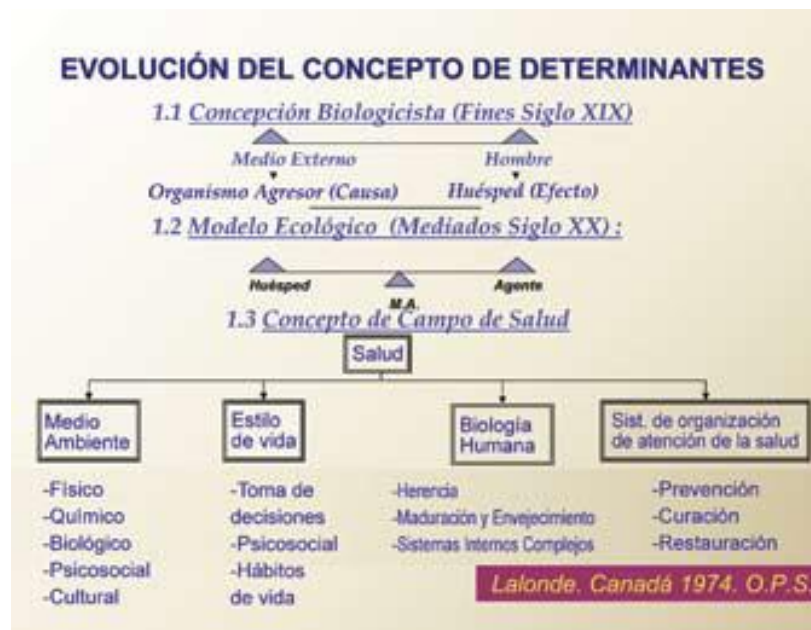 EVOLUCIÓN DEL CONCEPTO DE DETERMINANTES
1.1 Concepción Biologicista (Fines Siglo XIX)
Medio Externo Hombre
Organismo Agresor (Causa) Huésped (Efecto)
1.2 Modelo Ecológico (Mediados Siglo XX) :
Huésped Agente
M.A.
1.3 Concepto de Campo de Salud
Salud
Medio
Ambiente
-Físico
-Químico
-Biológico
-Psicosocial
-Cultural
Estilo
de vida
-Toma de
decisiones
-Psicosocial
-Hábitos
de vida
Biología
Humana
-Herencia
-Maduración y Envejecimiento
-Sistemas Internos Complejos
Sist. de organización
de atención de la salud
-Prevención
-Curación
-Restauración
Lalonde. Canadá 1974. O.P.S